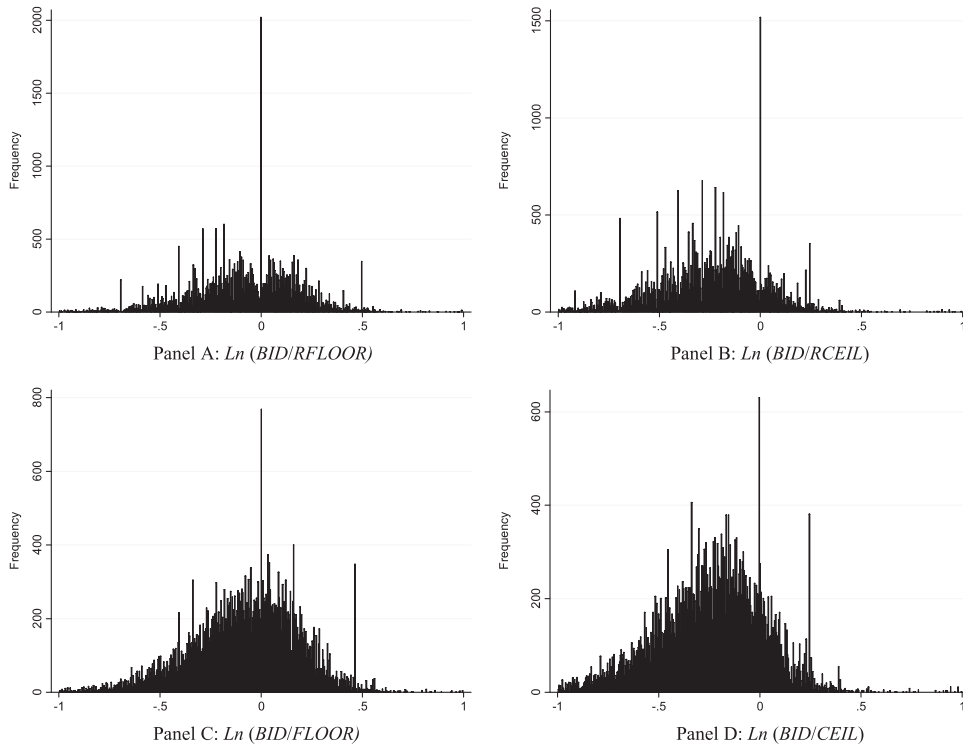 2000
1500
1000
500
0
Frequency
-1 -.5 0 .5 1
Panel A: Ln (BID/RFLOOR)
1500
1000
500
0
Frequency
-1 -.5 0 .5 1
Panel B: Ln (BID/RCEIL)
800
600
400
200
0
Frequency
-1 -.5 0 .5 1
Panel C: Ln (BID/FLOOR)
600
400
200
0
Frequency
-1 -.5 0 .5 1
Panel D: Ln (BID/CEIL)